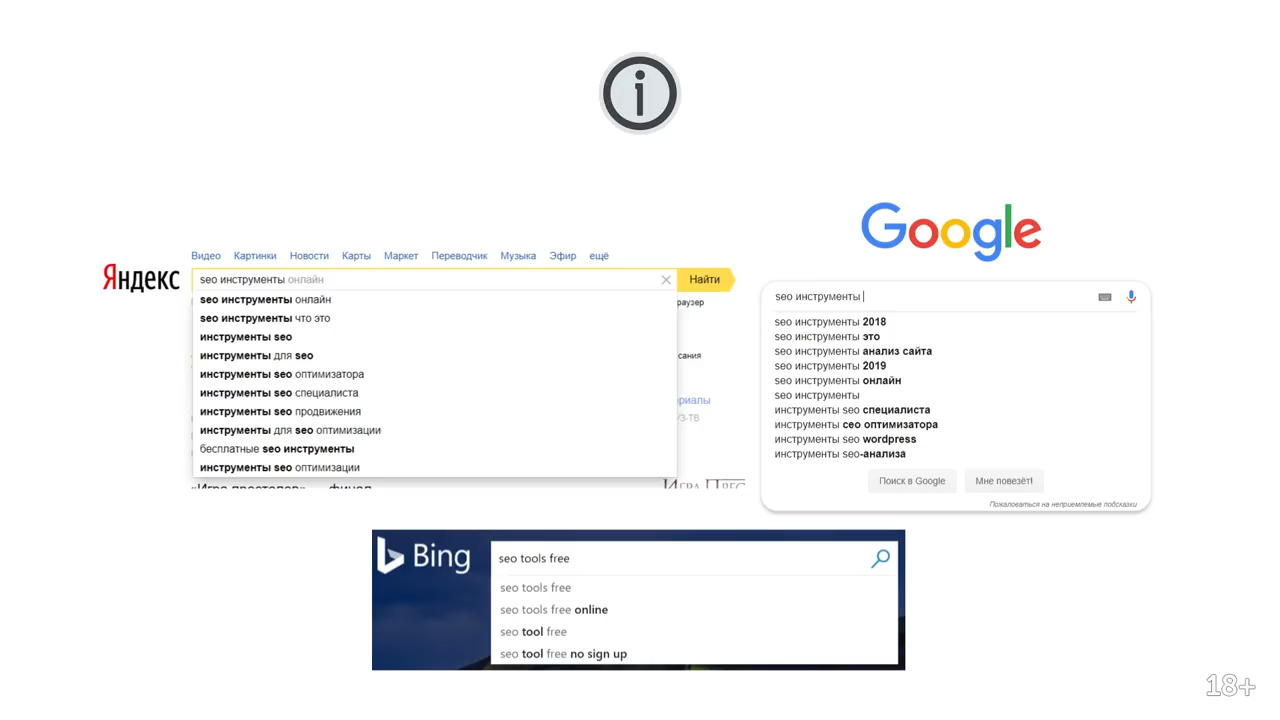 Google
Видео Картинки Новости Карты Маркет Переводчик Музыка Эфир ещё
Яндекс
seo инструменты онлайн
Найти
seo инструменты онлайн
seo инструменты что это
инструменты seo
инструменты для seo
инструменты seo оптимизатора
инструменты seo специалиста
инструменты seo продвижения
инструменты для seo оптимизации
бесплатные seo инструменты
инструменты seo оптимизации
раузер
сания
ериалы
УЗ-ТВ
seo инструменты
seo инструменты 2018
seo инструменты это
seo инструменты анализ сайта
seo инструменты 2019
seo инструменты онлайн
seo инструменты
инструменты seo специалиста
инструменты сео оптимизатора
инструменты seo wordpress
инструменты seo-анализа
Поиск в Google Мне повезёт!
Пожаловаться на неприемлемые подсказки
Bing
seo tools free
seo tools free
seo tools free online
seo tool free
seo tool free no sign up
18+